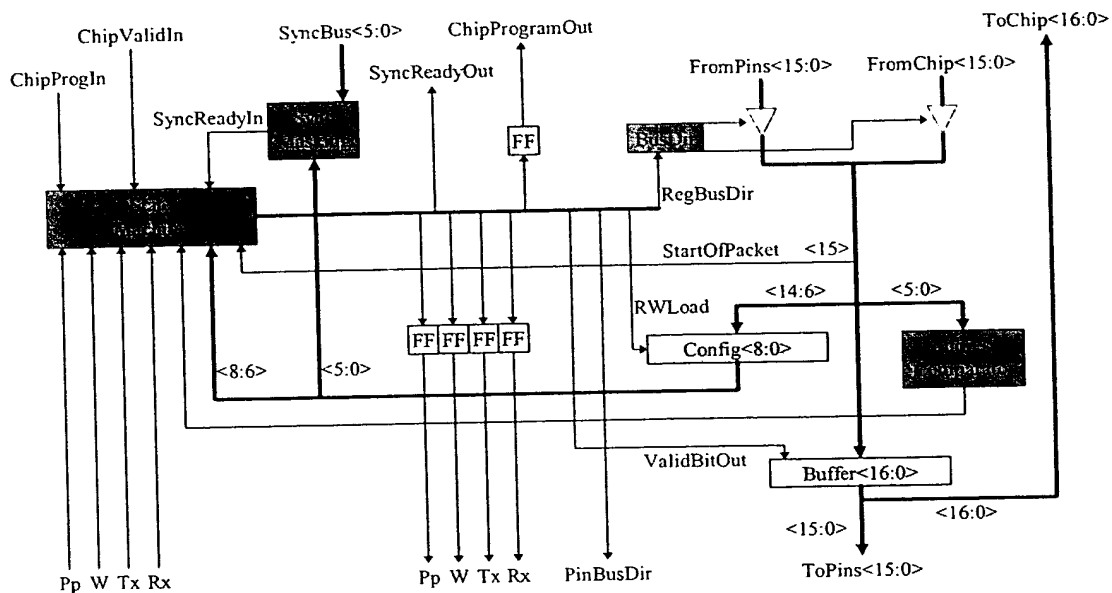 ToChip<16:0>
SyncBus<5:0>
ChipProgramOut
ChipValidIn
FromPins<15:0>
FromChip<15:0>
ChipProgIn
SyncReadyOut
SyncReadyIn
Sync
FF
BusDir
RegBusDir
StartOfPacket
<15>
<14:6>
<5:0>
RWLoad
FF
FF
FF
FF
Config<8:0>
<8:6>
<5:0>
ValidBitOut
Buffer<16:0>
<15:0>
<16:0>
Pp
W
Tx
Rx
Pp
W
Tx
Rx
PinBusDir
ToPins<15:0>